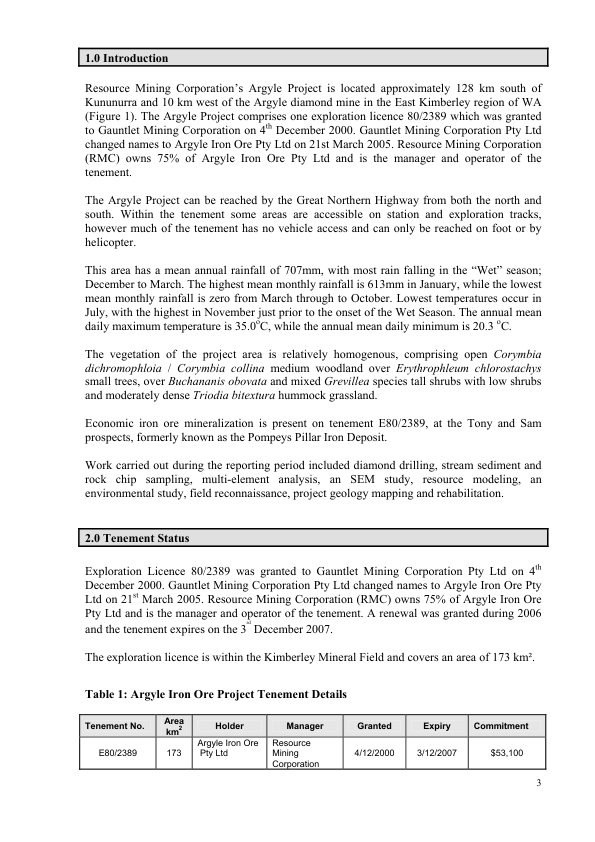 1.0 Introduction
Resource Mining Corporation's Argyle Project is located approximately 128 km south of
Kununurra and 10 km west of the Argyle diamond mine in the East Kimberley region of WA
(Figure 1). The Argyle Project comprises one exploration licence 80/2389 which was granted
to Gauntlet Mining Corporation on 4th December 2000. Gauntlet Mining Corporation Pty Ltd
changed names to Argyle Iron Ore Pty Ltd on 21st March 2005. Resource Mining Corporation
(RMC) owns 75% of Argyle Iron Ore Pty Ltd and is the manager and operator of the
tenement.
The Argyle Project can be reached by the Great Northern Highway from both the north and
south. Within the tenement some areas are accessible on station and exploration tracks,
however much of the tenement has no vehicle access and can only be reached on foot or by
helicopter.
This area has a mean annual rainfall of 707mm, with most rain falling in the “Wet” season;
December to March. The highest mean monthly rainfall is 613mm in January, while the lowest
mean monthly rainfall is zero from March through to October. Lowest temperatures occur in
July, with the highest in November just prior to the onset of the Wet Season. The annual mean
daily maximum temperature is 35.0oC, while the annual mean daily minimum is 20.3 oC.
The vegetation of the project area is relatively homogenous, comprising open Corymbia
dichromophloia / Corymbia collina medium woodland over Erythrophleum chlorostachys
small trees, over Buchananis obovata and mixed Grevillea species tall shrubs with low shrubs
and moderately dense Triodia bitextura hummock grassland.
Economic iron ore mineralization is present on tenement E80/2389, at the Tony and Sam
prospects, formerly known as the Pompeys Pillar Iron Deposit.
Work carried out during the reporting period included diamond drilling, stream sediment and
rock chip sampling, multi-element analysis, an SEM study, resource modeling, an
environmental study, field reconnaissance, project geology mapping and rehabilitation.
2.0 Tenement Status
Exploration Licence 80/2389 was granted to Gauntlet Mining Corporation Pty Ltd on 4th
December 2000. Gauntlet Mining Corporation Pty Ltd changed names to Argyle Iron Ore Pty
Ltd on 21st March 2005. Resource Mining Corporation (RMC) owns 75% of Argyle Iron Ore
Pty Ltd and is the manager and operator of the tenement. A renewal was granted during 2006
and the tenement expires on the 3 December 2007.
The exploration licence is within the Kimberley Mineral Field and covers an area of 173 km².
Table 1: Argyle Iron Ore Project Tenement Details
Tenement No. Area km2 Holder Manager Granted Expiry Commitment
E80/2389 173 Argyle Iron Ore Pty Ltd Resource Mining Corporation 4/12/2000 3/12/2007 $53,100
3